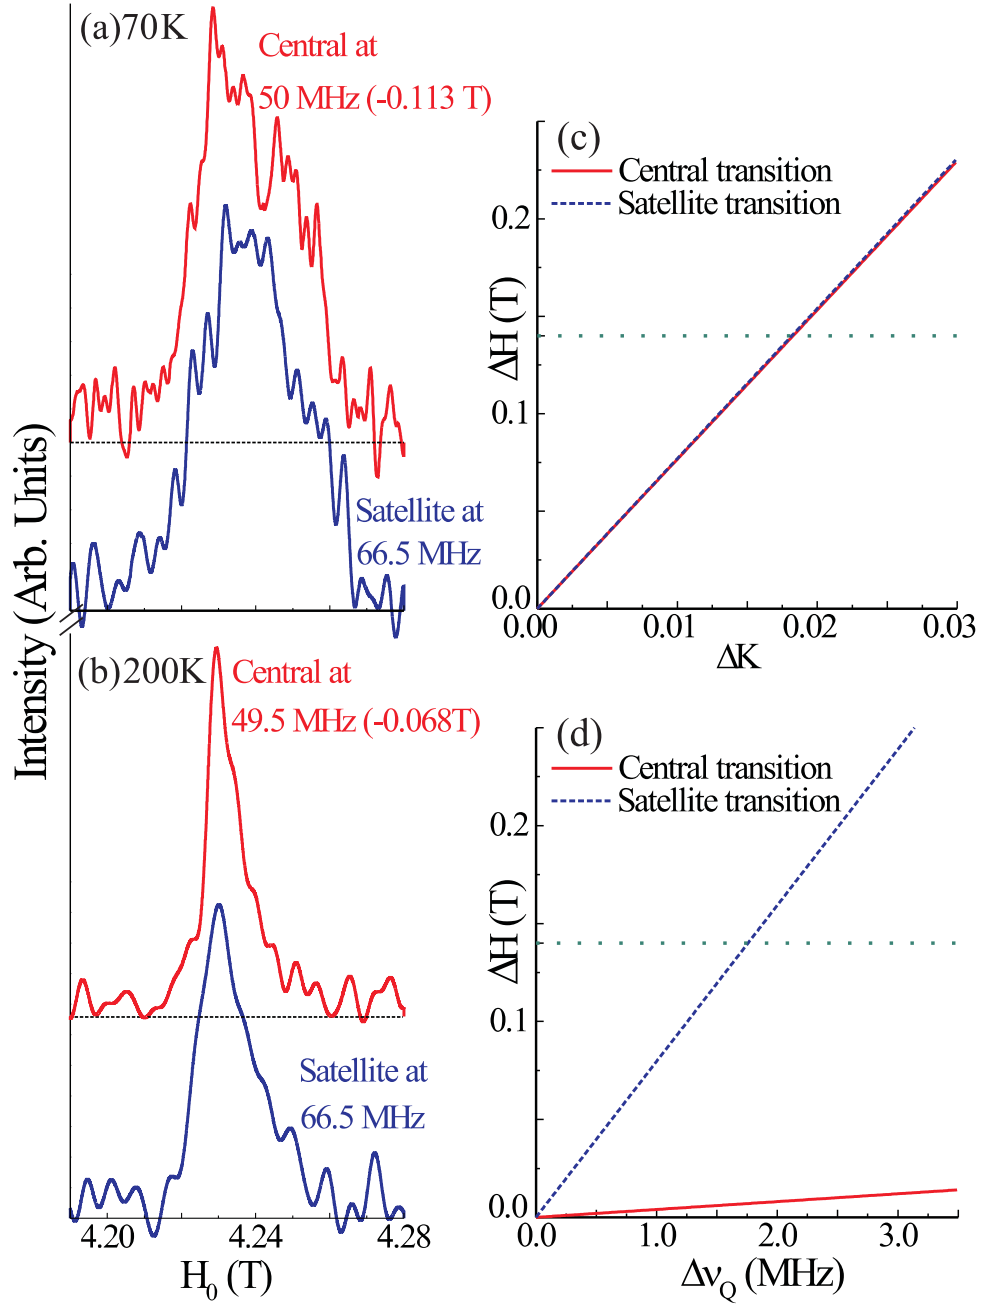 (a)70K
Central at
50 MHz (-0.113 T)
Satellite at
66.5 MHz
Intensity (Arb. Units)
(b)200K
Central at
49.5 MHz (-0.068T)
Satellite at
66.5 MHz
4.20 4.24 4.28
H₀ (T)
(c)
Central transition
Satellite transition
0.2
0.1
0.0
ΔH (T)
0.00 0.01 0.02 0.03
ΔK
(d)
Central transition
Satellite transition
0.2
0.1
0.0
ΔH (T)
0.0 1.0 2.0 3.0
Δν_Q (MHz)